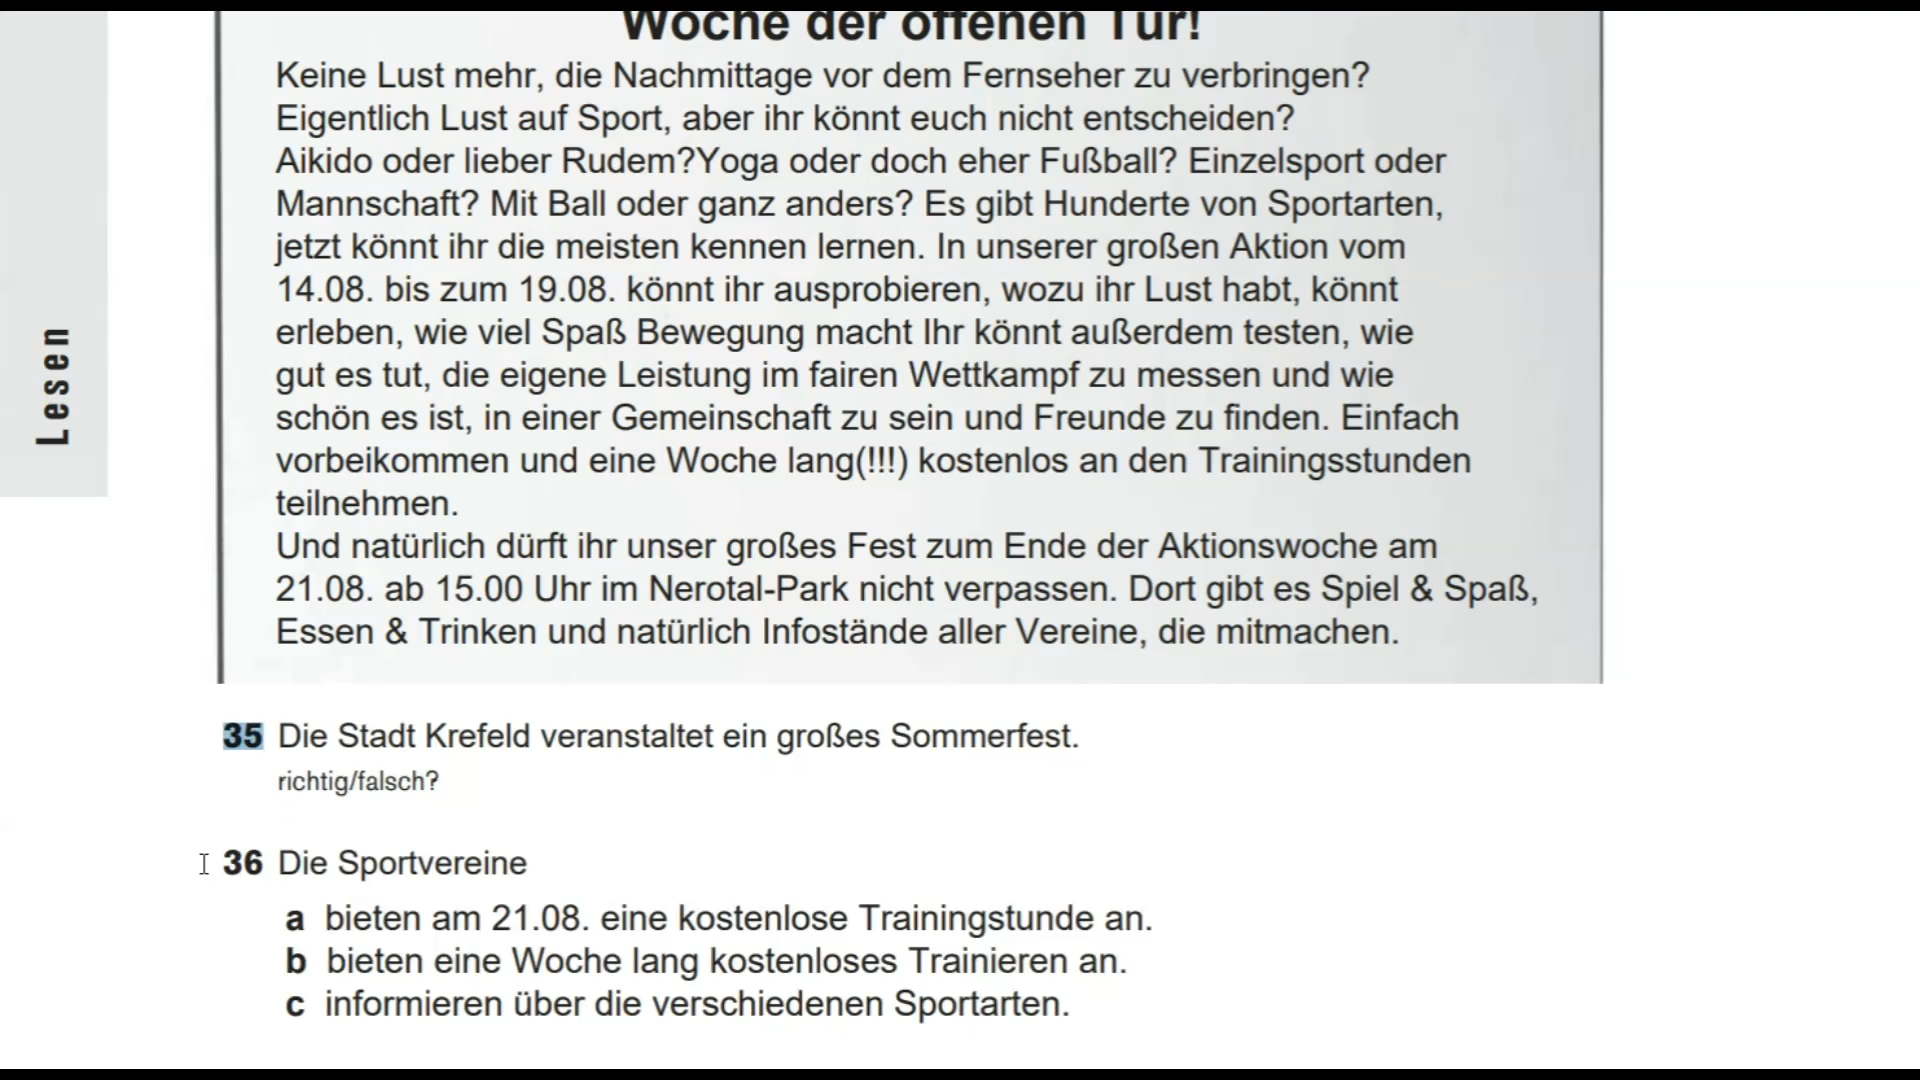 Woche der offenen Tür!
Keine Lust mehr, die Nachmittage vor dem Fernseher zu verbringen?
Eigentlich Lust auf Sport, aber ihr könnt euch nicht entscheiden?
Aikido oder lieber Rudem?Yoga oder doch eher Fußball? Einzelsport oder
Mannschaft? Mit Ball oder ganz anders? Es gibt Hunderte von Sportarten,
jetzt könnt ihr die meisten kennen lernen. In unserer großen Aktion vom
14.08. bis zum 19.08. könnt ihr ausprobieren, wozu ihr Lust habt, könnt
erleben, wie viel Spaß Bewegung macht Ihr könnt außerdem testen, wie
gut es tut, die eigene Leistung im fairen Wettkampf zu messen und wie
schön es ist, in einer Gemeinschaft zu sein und Freunde zu finden. Einfach
vorbeikommen und eine Woche lang(!!!) kostenlos an den Trainingsstunden
teilnehmen.
Und natürlich dürft ihr unser großes Fest zum Ende der Aktionswoche am
21.08. ab 15.00 Uhr im Nerotal-Park nicht verpassen. Dort gibt es Spiel & Spaß,
Essen & Trinken und natürlich Infostände aller Vereine, die mitmachen.
Lesen
35 Die Stadt Krefeld veranstaltet ein großes Sommerfest.
richtig/falsch?
36 Die Sportvereine
a bieten am 21.08. eine kostenlose Trainingstunde an.
b bieten eine Woche lang kostenloses Trainieren an.
c informieren über die verschiedenen Sportarten.